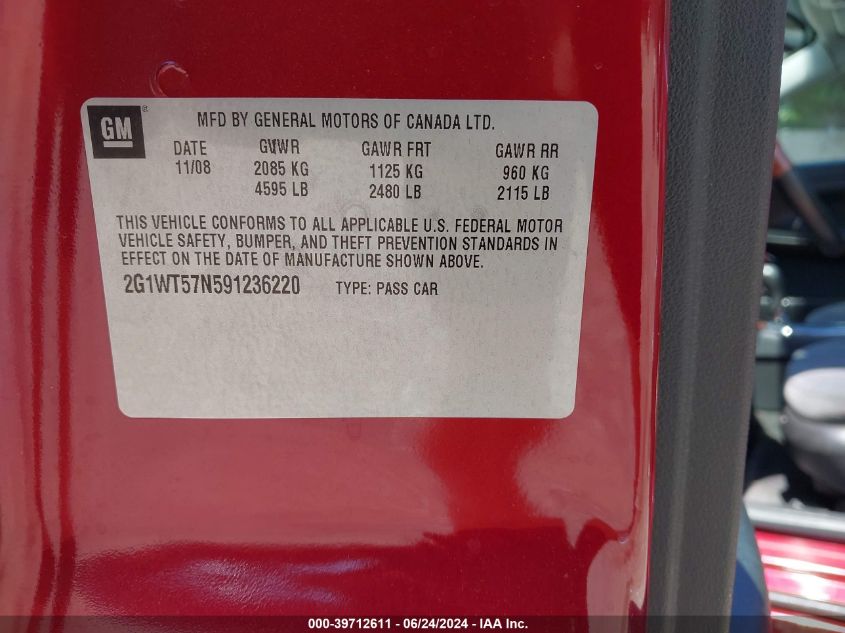 GM
®
MFD BY GENERAL MOTORS OF CANADA LTD.
DATE GVWR GAWR FRT GAWR RR
11/08 2085 KG 1125 KG 960 KG
4595 LB 2480 LB 2115 LB
THIS VEHICLE CONFORMS TO ALL APPLICABLE U.S. FEDERAL MOTOR
VEHICLE SAFETY, BUMPER, AND THEFT PREVENTION STANDARDS IN
EFFECT ON THE DATE OF MANUFACTURE SHOWN ABOVE.
2G1WT57N591236220 TYPE: PASS CAR
000-39712611 - 06/24/2024 - IAA Inc.